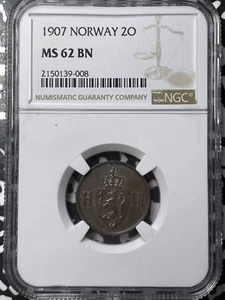 1907 NORWAY 2O
MS 62 BN
2150139-008
NUMISMATIC GUARANTY COMPANY
NGC